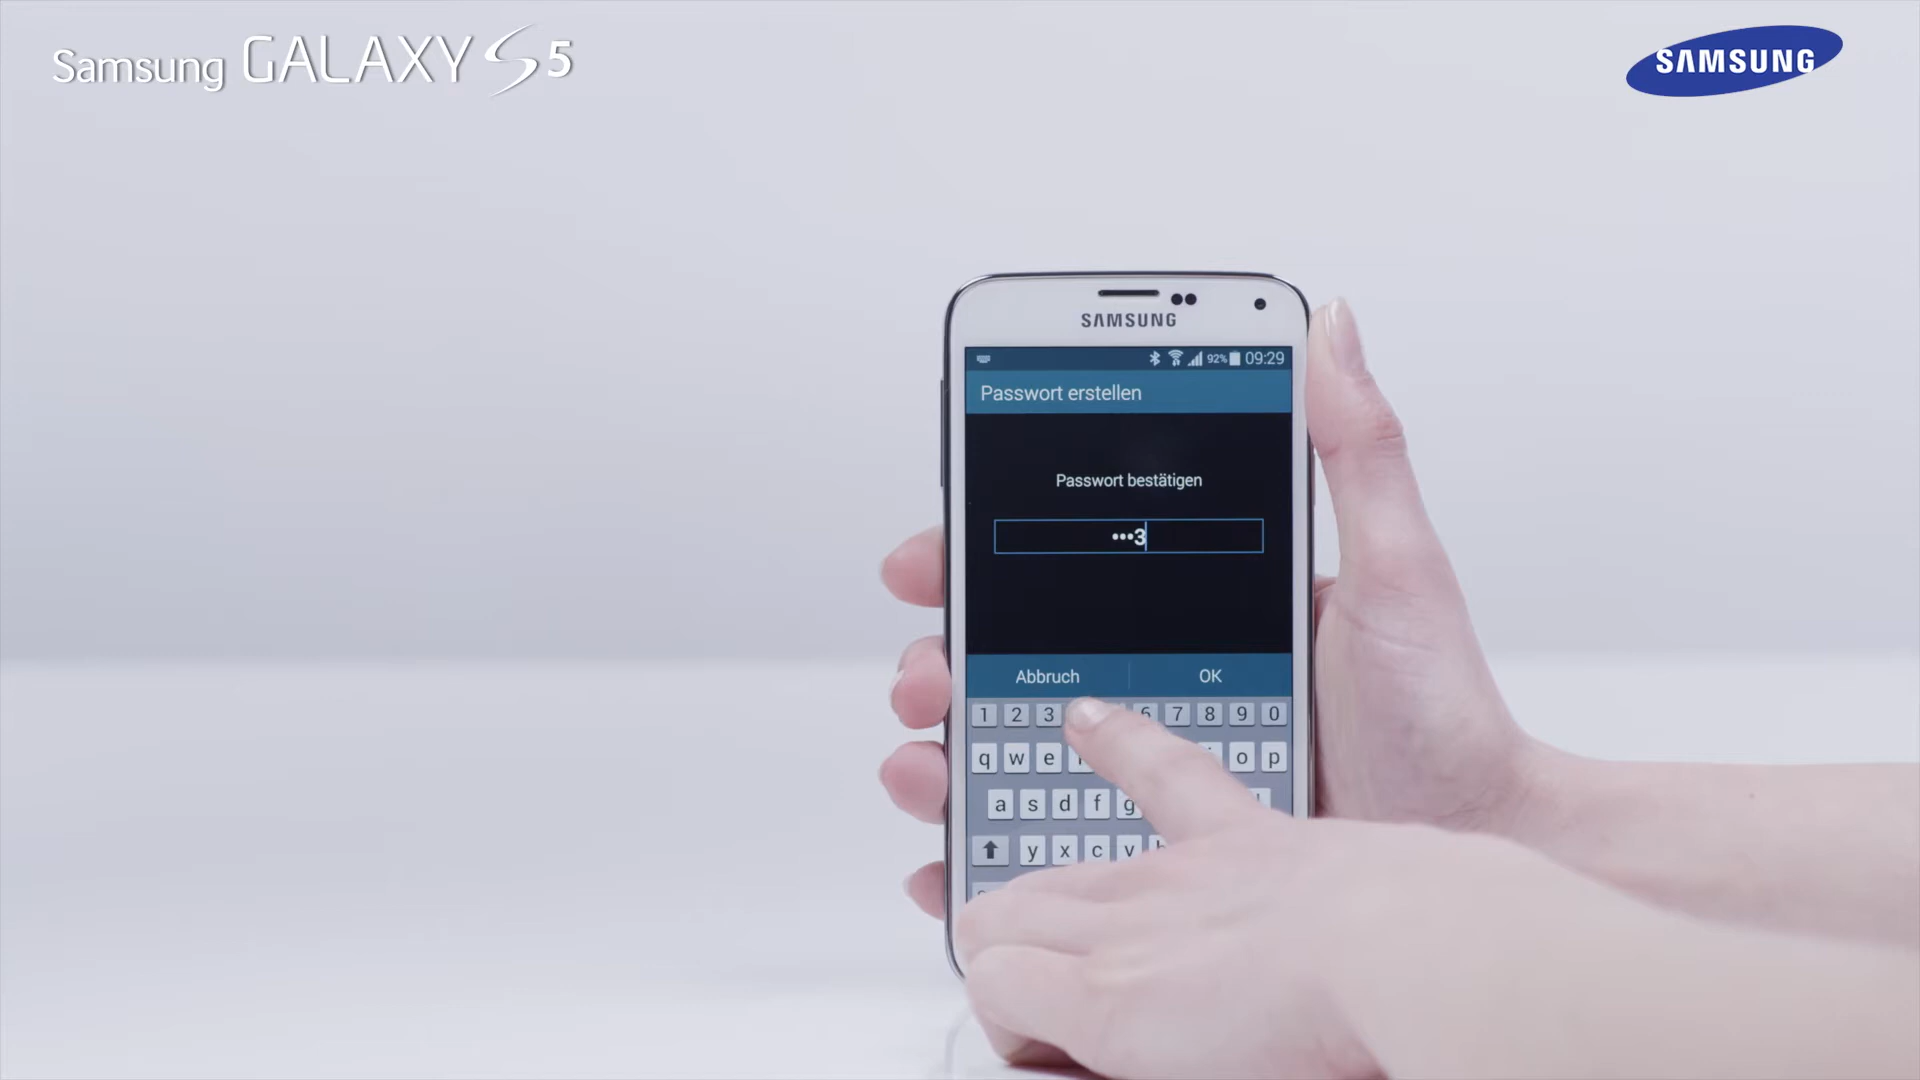 Samsung GALAXY S5
SAMSUNG
SAMSUNG
92% 09:29
Passwort erstellen
Passwort bestätigen
•••3
Abbruch OK
1 2 3 6 7 8 9 0
q w e o p
a s d f g
y x c v